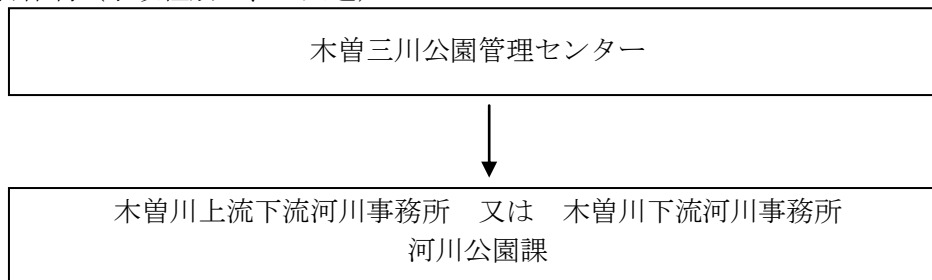 木曽三川公園管理センター
木曽川上流下流河川事務所　又は　木曽川下流河川事務所
河川公園課